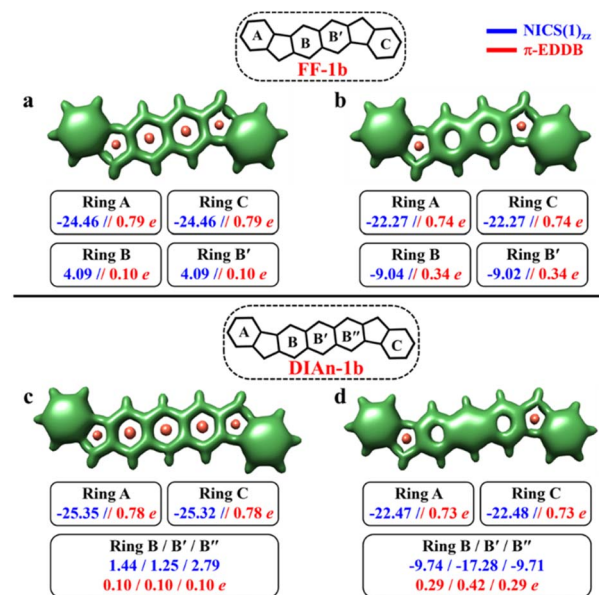 A B B′ C
FF-1b
NICS(1)zz
π-EDDB
a b
Ring A Ring C Ring A Ring C
-24.46 // 0.79 e -24.46 // 0.79 e -22.27 // 0.74 e -22.27 // 0.74 e
Ring B Ring B′ Ring B Ring B′
4.09 // 0.10 e 4.09 // 0.10 e -9.04 // 0.34 e -9.02 // 0.34 e
A B B′ B″ C
DIAn-1b
c d
Ring A Ring C Ring A Ring C
-25.35 // 0.78 e -25.32 // 0.78 e -22.47 // 0.73 e -22.48 // 0.73 e
Ring B / B′ / B″ Ring B / B′ / B″
1.44 / 1.25 / 2.79 -9.74 / -17.28 / -9.71
0.10 / 0.10 / 0.10 e 0.29 / 0.42 / 0.29 e